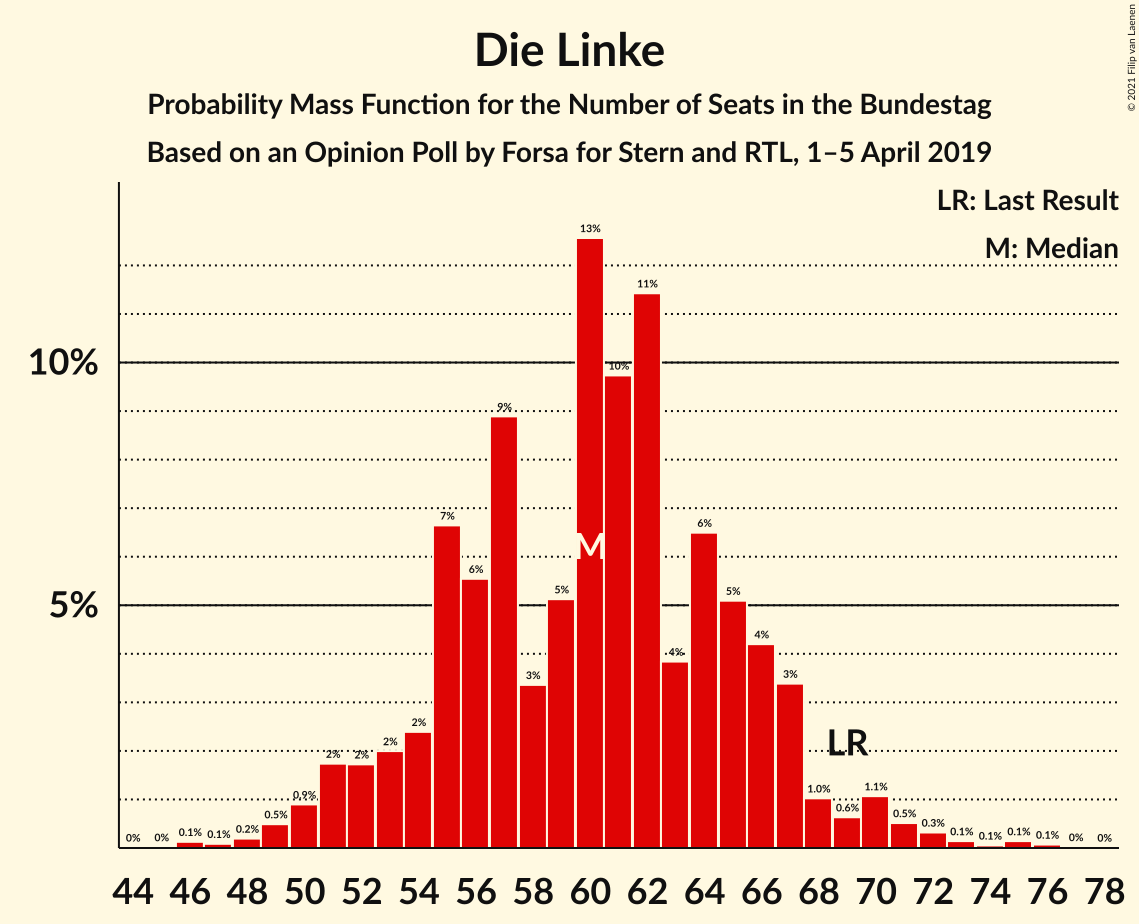 Die Linke
Probability Mass Function for the Number of Seats in the Bundestag
Based on an Opinion Poll by Forsa for Stern and RTL, 1–5 April 2019
© 2021 Filip van Laenen
LR: Last Result
M: Median
10%
5%
0% 0% 0.1% 0.1% 0.2% 0.5% 0.9% 2% 2% 2% 2% 7% 6% 9% 3% 5% 13% 10% 11% 4% 6% 5% 4% 3% 1.0% 0.6% 1.1% 0.5% 0.3% 0.1% 0.1% 0.1% 0.1% 0% 0%
M
LR
44 46 48 50 52 54 56 58 60 62 64 66 68 70 72 74 76 78